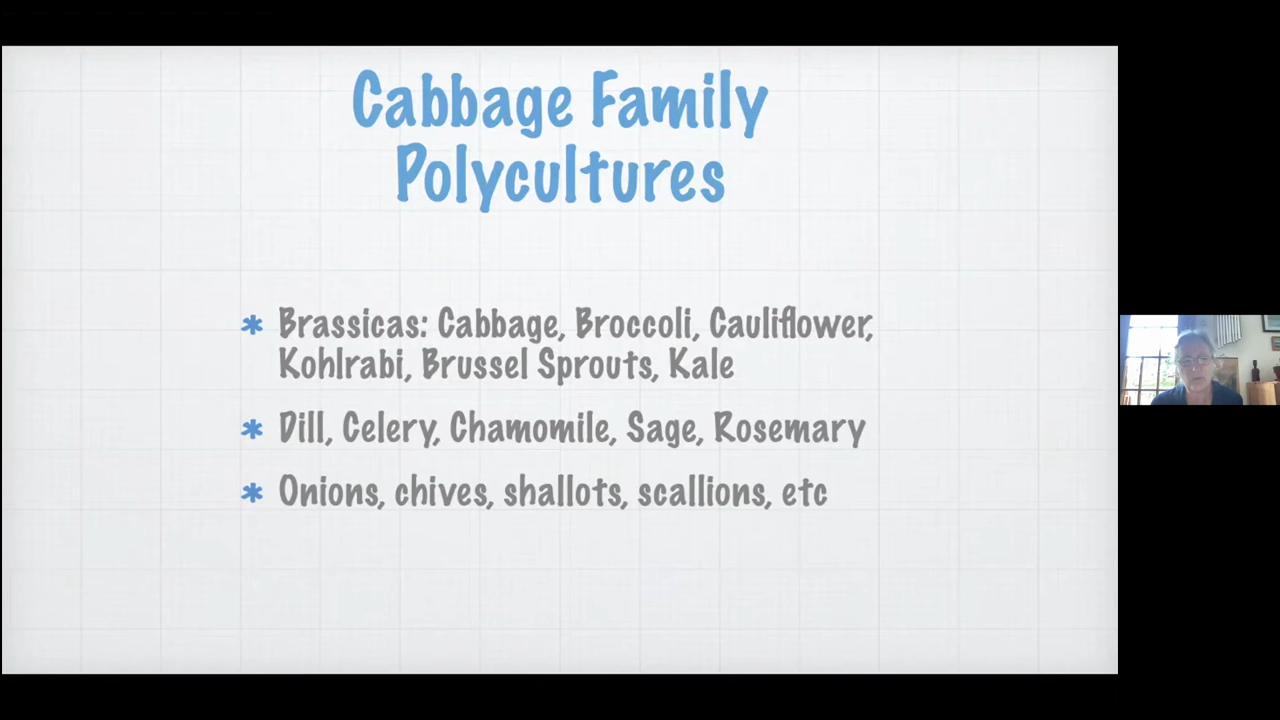 Cabbage Family
Polycultures
* Brassicas: Cabbage, Broccoli, Cauliflower,
Kohlrabi, Brussel Sprouts, Kale
* Dill, Celery, Chamomile, Sage, Rosemary
* Onions, chives, shallots, scallions, etc